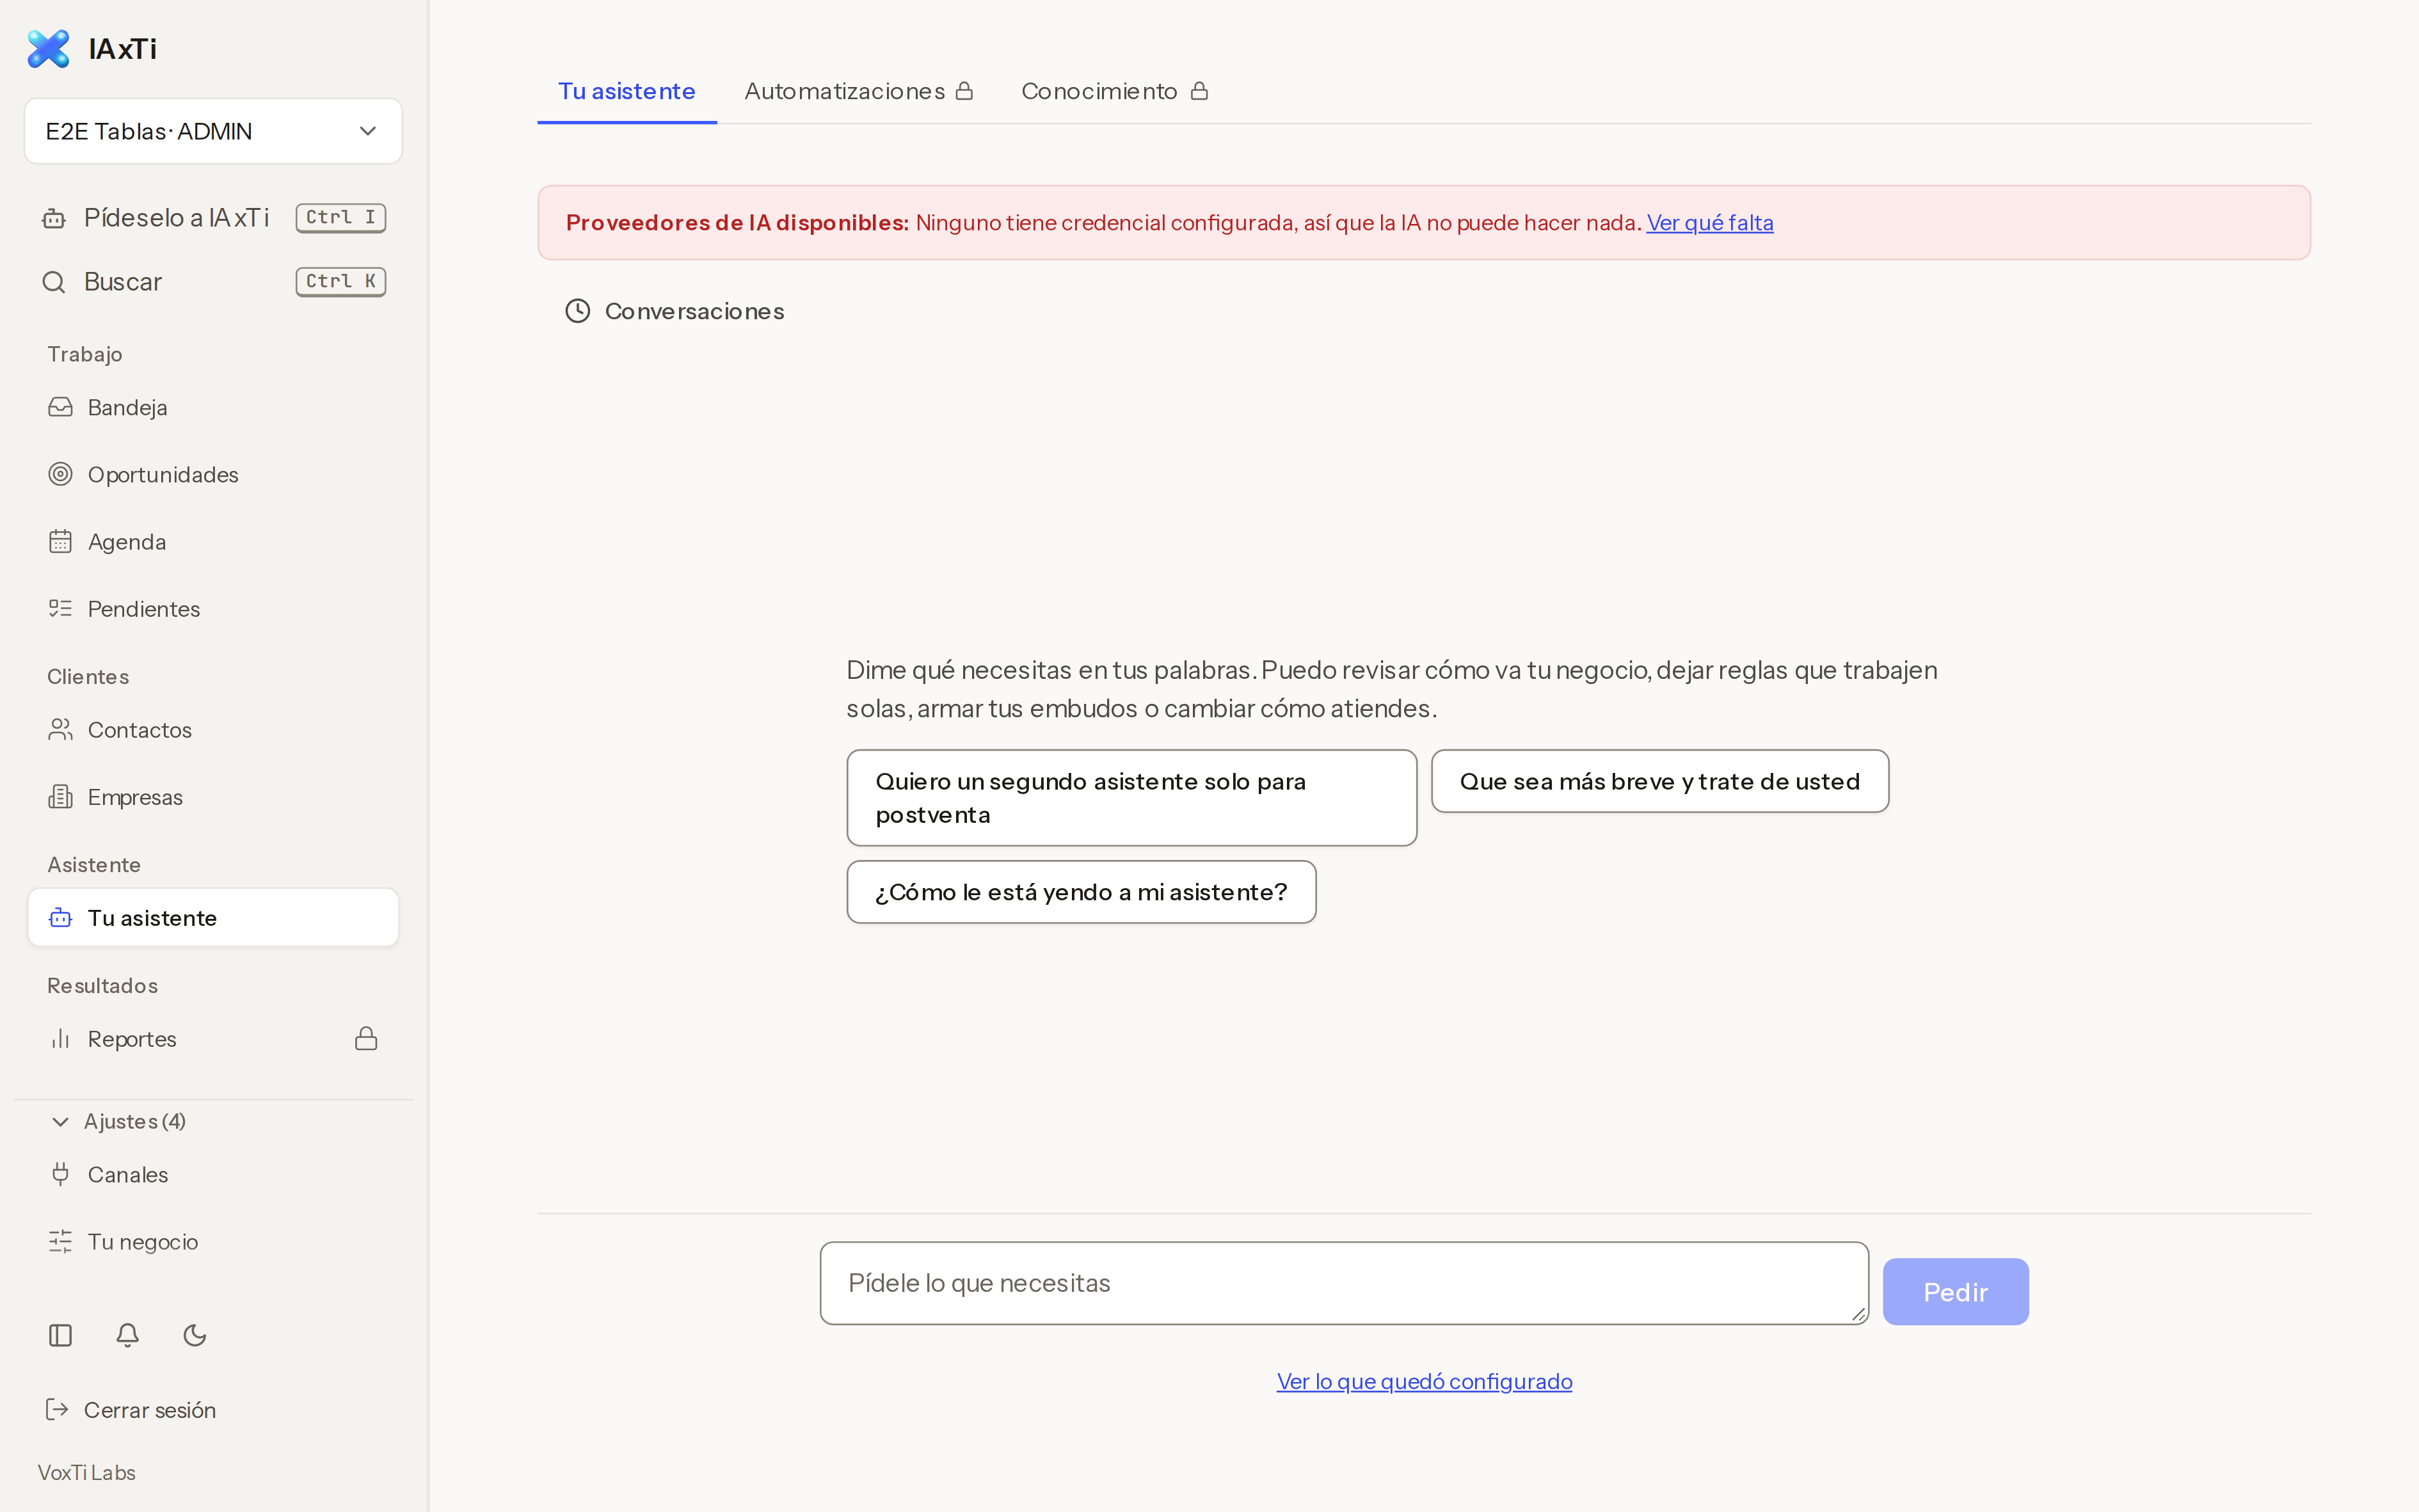 IAxTi
E2E Tablas · ADMIN
Pídeselo a IAxTi
Ctrl I
Buscar
Ctrl K
Trabajo
Bandeja
Oportunidades
Agenda
Pendientes
Clientes
Contactos
Empresas
Asistente
Tu asistente
Resultados
Reportes
Ajustes (4)
Canales
Tu negocio
Cerrar sesión
VoxTi Labs
Tu asistente
Automatizaciones
Conocimiento
Proveedores de IA disponibles: Ninguno tiene credencial configurada, así que la IA no puede hacer nada. Ver qué falta
Conversaciones
Dime qué necesitas en tus palabras. Puedo revisar cómo va tu negocio, dejar reglas que trabajen
solas, armar tus embudos o cambiar cómo atiendes.
Quiero un segundo asistente solo para
postventa
Que sea más breve y trate de usted
¿Cómo le está yendo a mi asistente?
Pídele lo que necesitas
Pedir
Ver lo que quedó configurado